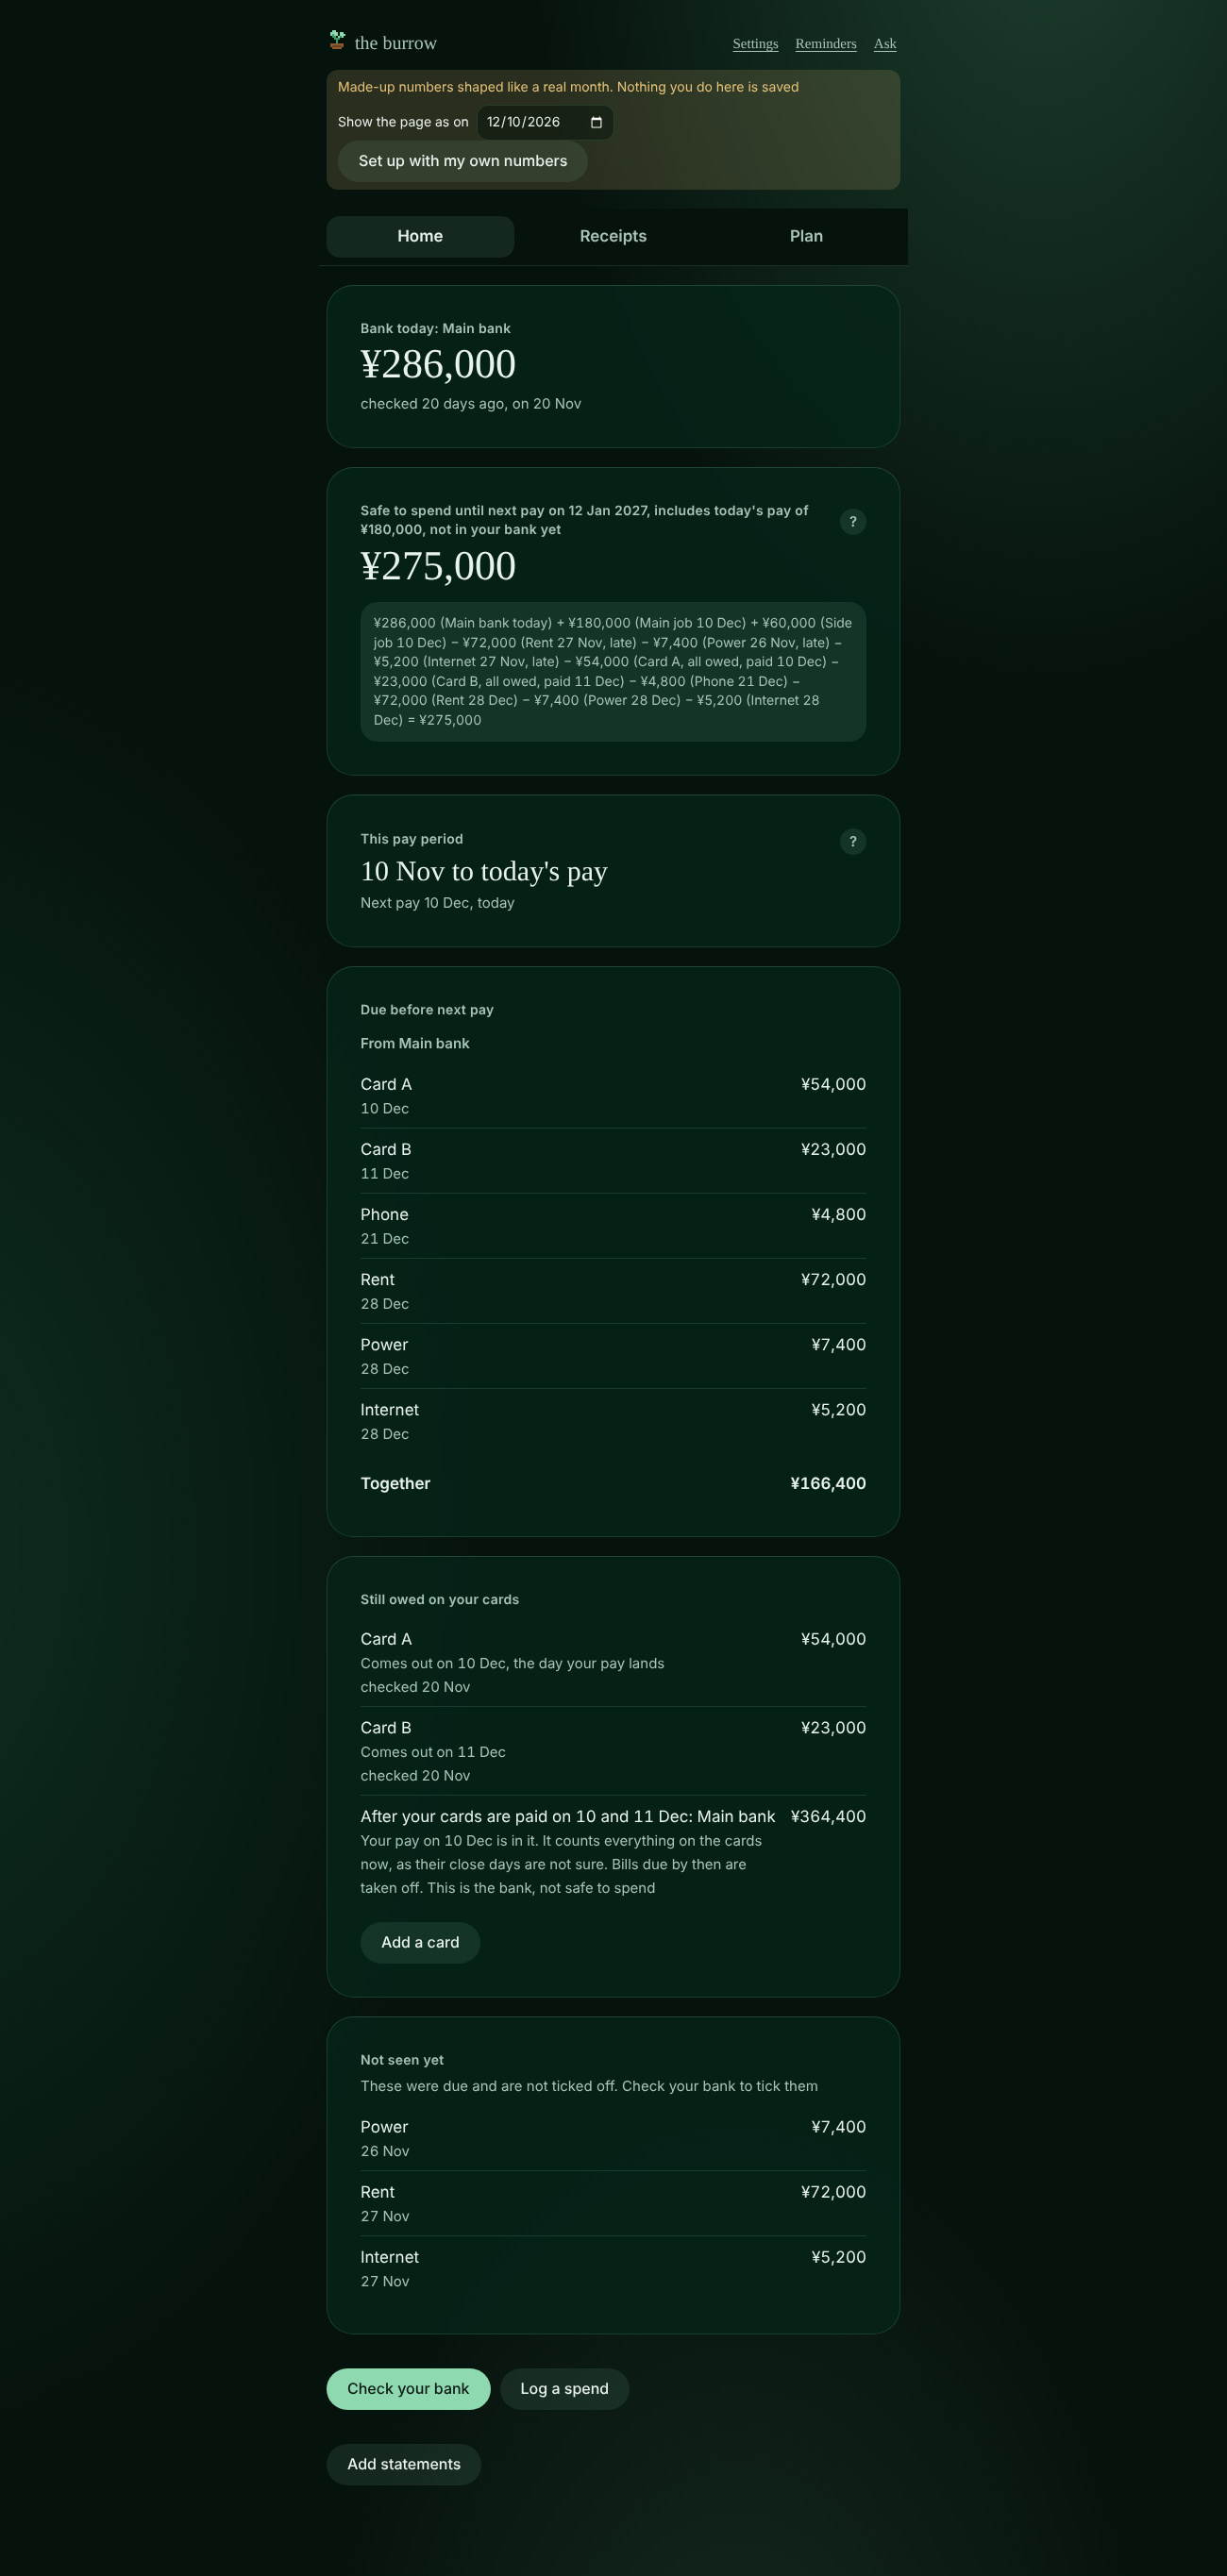 the burrow
Settings Reminders Ask
Made-up numbers shaped like a real month. Nothing you do here is saved
Show the page as on 12/10/2026
Set up with my own numbers
Home Receipts Plan
Bank today: Main bank
¥286,000
checked 20 days ago, on 20 Nov
Safe to spend until next pay on 12 Jan 2027, includes today's pay of
¥180,000, not in your bank yet
?
¥275,000
¥286,000 (Main bank today) + ¥180,000 (Main job 10 Dec) + ¥60,000 (Side
job 10 Dec) − ¥72,000 (Rent 27 Nov, late) − ¥7,400 (Power 26 Nov, late) −
¥5,200 (Internet 27 Nov, late) − ¥54,000 (Card A, all owed, paid 10 Dec) −
¥23,000 (Card B, all owed, paid 11 Dec) − ¥4,800 (Phone 21 Dec) −
¥72,000 (Rent 28 Dec) − ¥7,400 (Power 28 Dec) − ¥5,200 (Internet 28
Dec) = ¥275,000
This pay period
?
10 Nov to today's pay
Next pay 10 Dec, today
Due before next pay
From Main bank
Card A ¥54,000
10 Dec
Card B ¥23,000
11 Dec
Phone ¥4,800
21 Dec
Rent ¥72,000
28 Dec
Power ¥7,400
28 Dec
Internet ¥5,200
28 Dec
Together ¥166,400
Still owed on your cards
Card A ¥54,000
Comes out on 10 Dec, the day your pay lands
checked 20 Nov
Card B ¥23,000
Comes out on 11 Dec
checked 20 Nov
After your cards are paid on 10 and 11 Dec: Main bank ¥364,400
Your pay on 10 Dec is in it. It counts everything on the cards
now, as their close days are not sure. Bills due by then are
taken off. This is the bank, not safe to spend
Add a card
Not seen yet
These were due and are not ticked off. Check your bank to tick them
Power ¥7,400
26 Nov
Rent ¥72,000
27 Nov
Internet ¥5,200
27 Nov
Check your bank Log a spend
Add statements